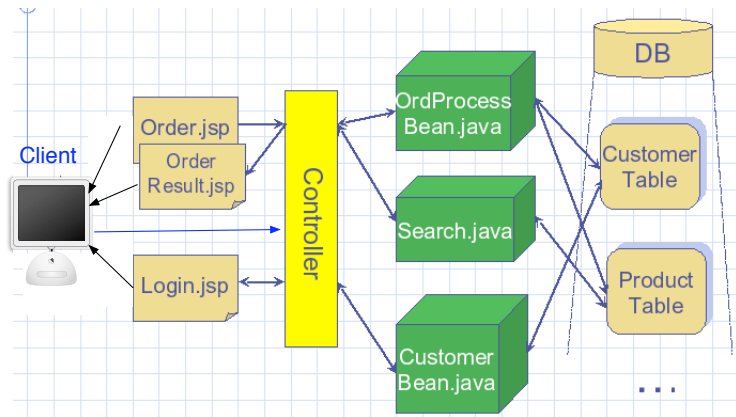 Client
Order.jsp
Order
Result.jsp
Login.jsp
Controller
OrdProcess
Bean.java
Search.java
Customer
Bean.java
DB
Customer
Table
Product
Table
...